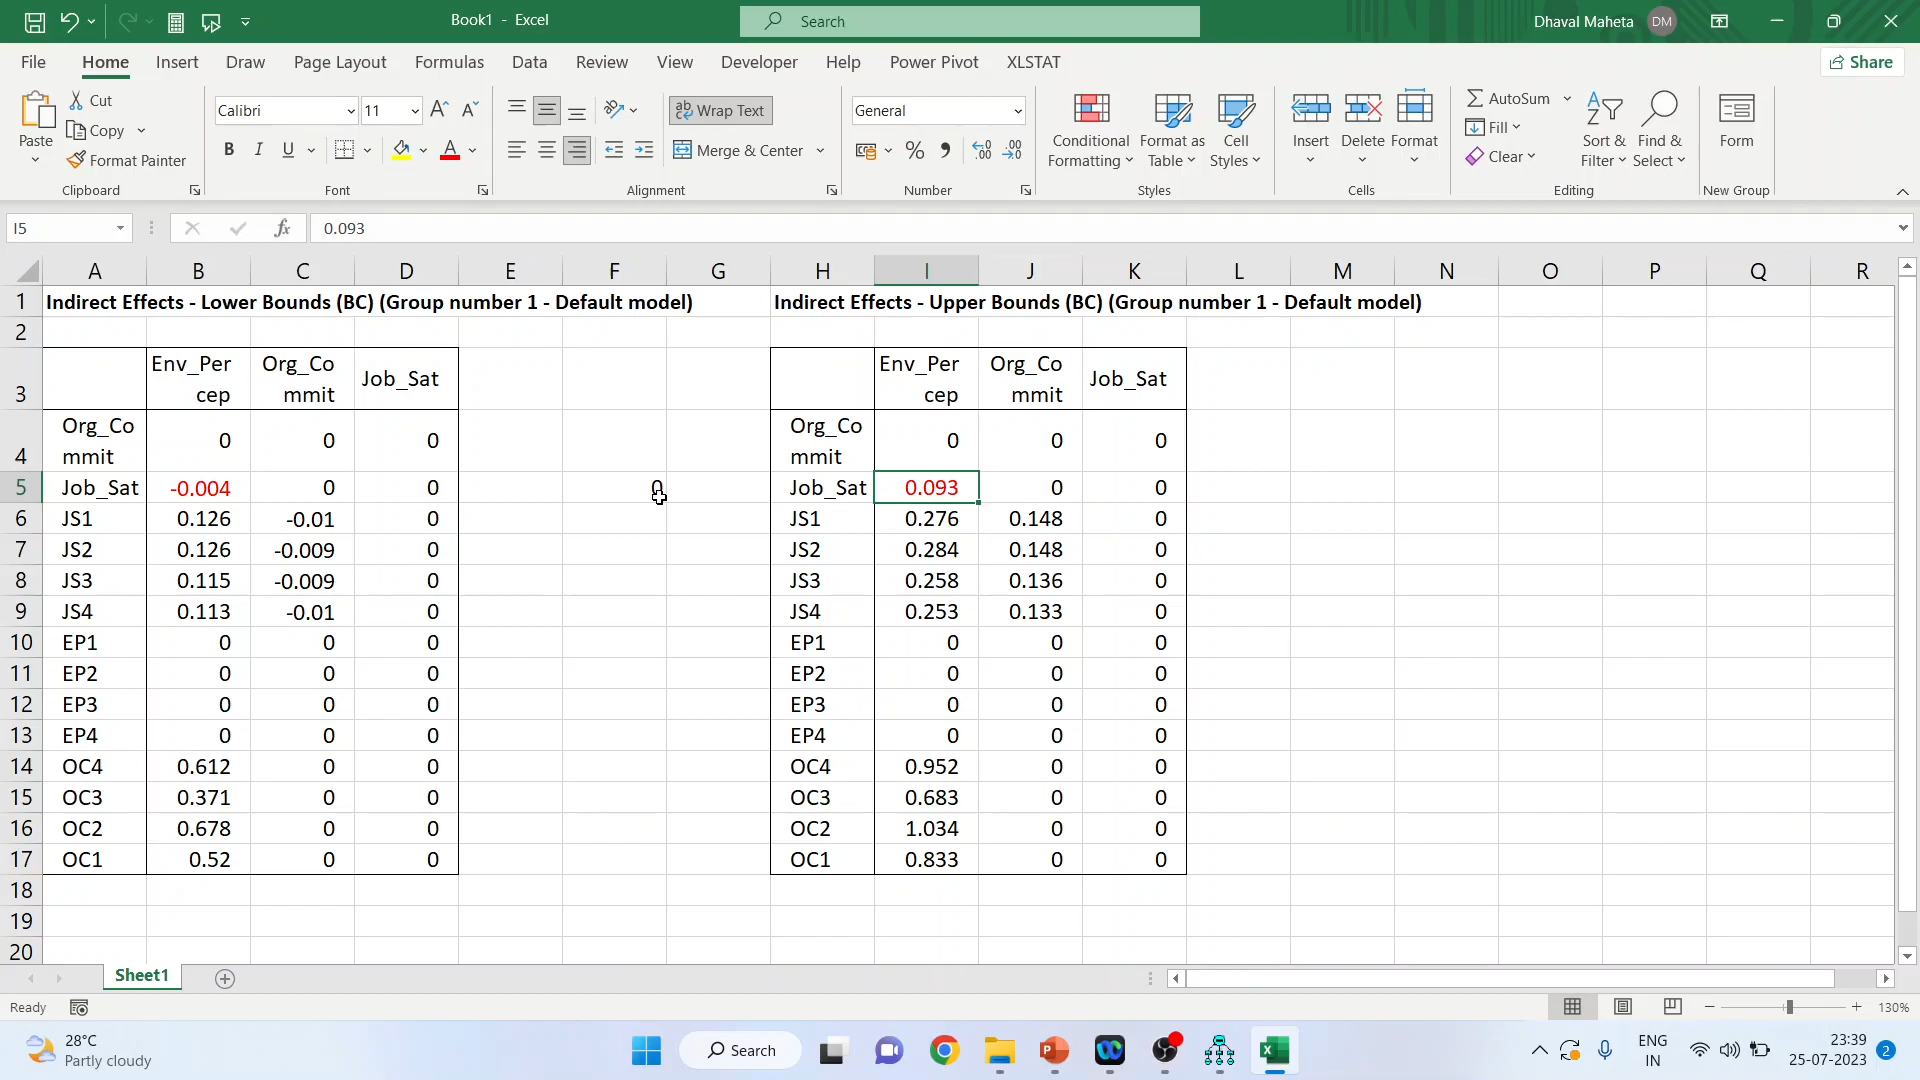 Book1 - Excel
Search
Dhaval Maheta
DM
File Home Insert Draw Page Layout Formulas Data Review View Developer Help Power Pivot XLSTAT
Share
Paste
Cut
Copy
Format Painter
Clipboard
Calibri 11
B I U
Font
Wrap Text
Merge & Center
Alignment
General
Number
Conditional Formatting
Format as Table
Cell Styles
Styles
Insert Delete Format
Cells
AutoSum
Fill
Clear
Sort & Filter
Find & Select
Editing
Form
New Group
I5
fx
0.093
A B C D E F G H I J K L M N O P Q R
1 Indirect Effects - Lower Bounds (BC) (Group number 1 - Default model) Indirect Effects - Upper Bounds (BC) (Group number 1 - Default model)
2
3 Env_Percep Org_Commit Job_Sat Env_Percep Org_Commit Job_Sat
4 Org_Commit 0 0 0 Org_Commit 0 0 0
5 Job_Sat -0.004 0 0 0 Job_Sat 0.093 0 0
6 JS1 0.126 -0.01 0 JS1 0.276 0.148 0
7 JS2 0.126 -0.009 0 JS2 0.284 0.148 0
8 JS3 0.115 -0.009 0 JS3 0.258 0.136 0
9 JS4 0.113 -0.01 0 JS4 0.253 0.133 0
10 EP1 0 0 0 EP1 0 0 0
11 EP2 0 0 0 EP2 0 0 0
12 EP3 0 0 0 EP3 0 0 0
13 EP4 0 0 0 EP4 0 0 0
14 OC4 0.612 0 0 OC4 0.952 0 0
15 OC3 0.371 0 0 OC3 0.683 0 0
16 OC2 0.678 0 0 OC2 1.034 0 0
17 OC1 0.52 0 0 OC1 0.833 0 0
18
19
20
Sheet1
Ready
130%
28°C
Partly cloudy
Search
ENG
IN
23:39
25-07-2023
2